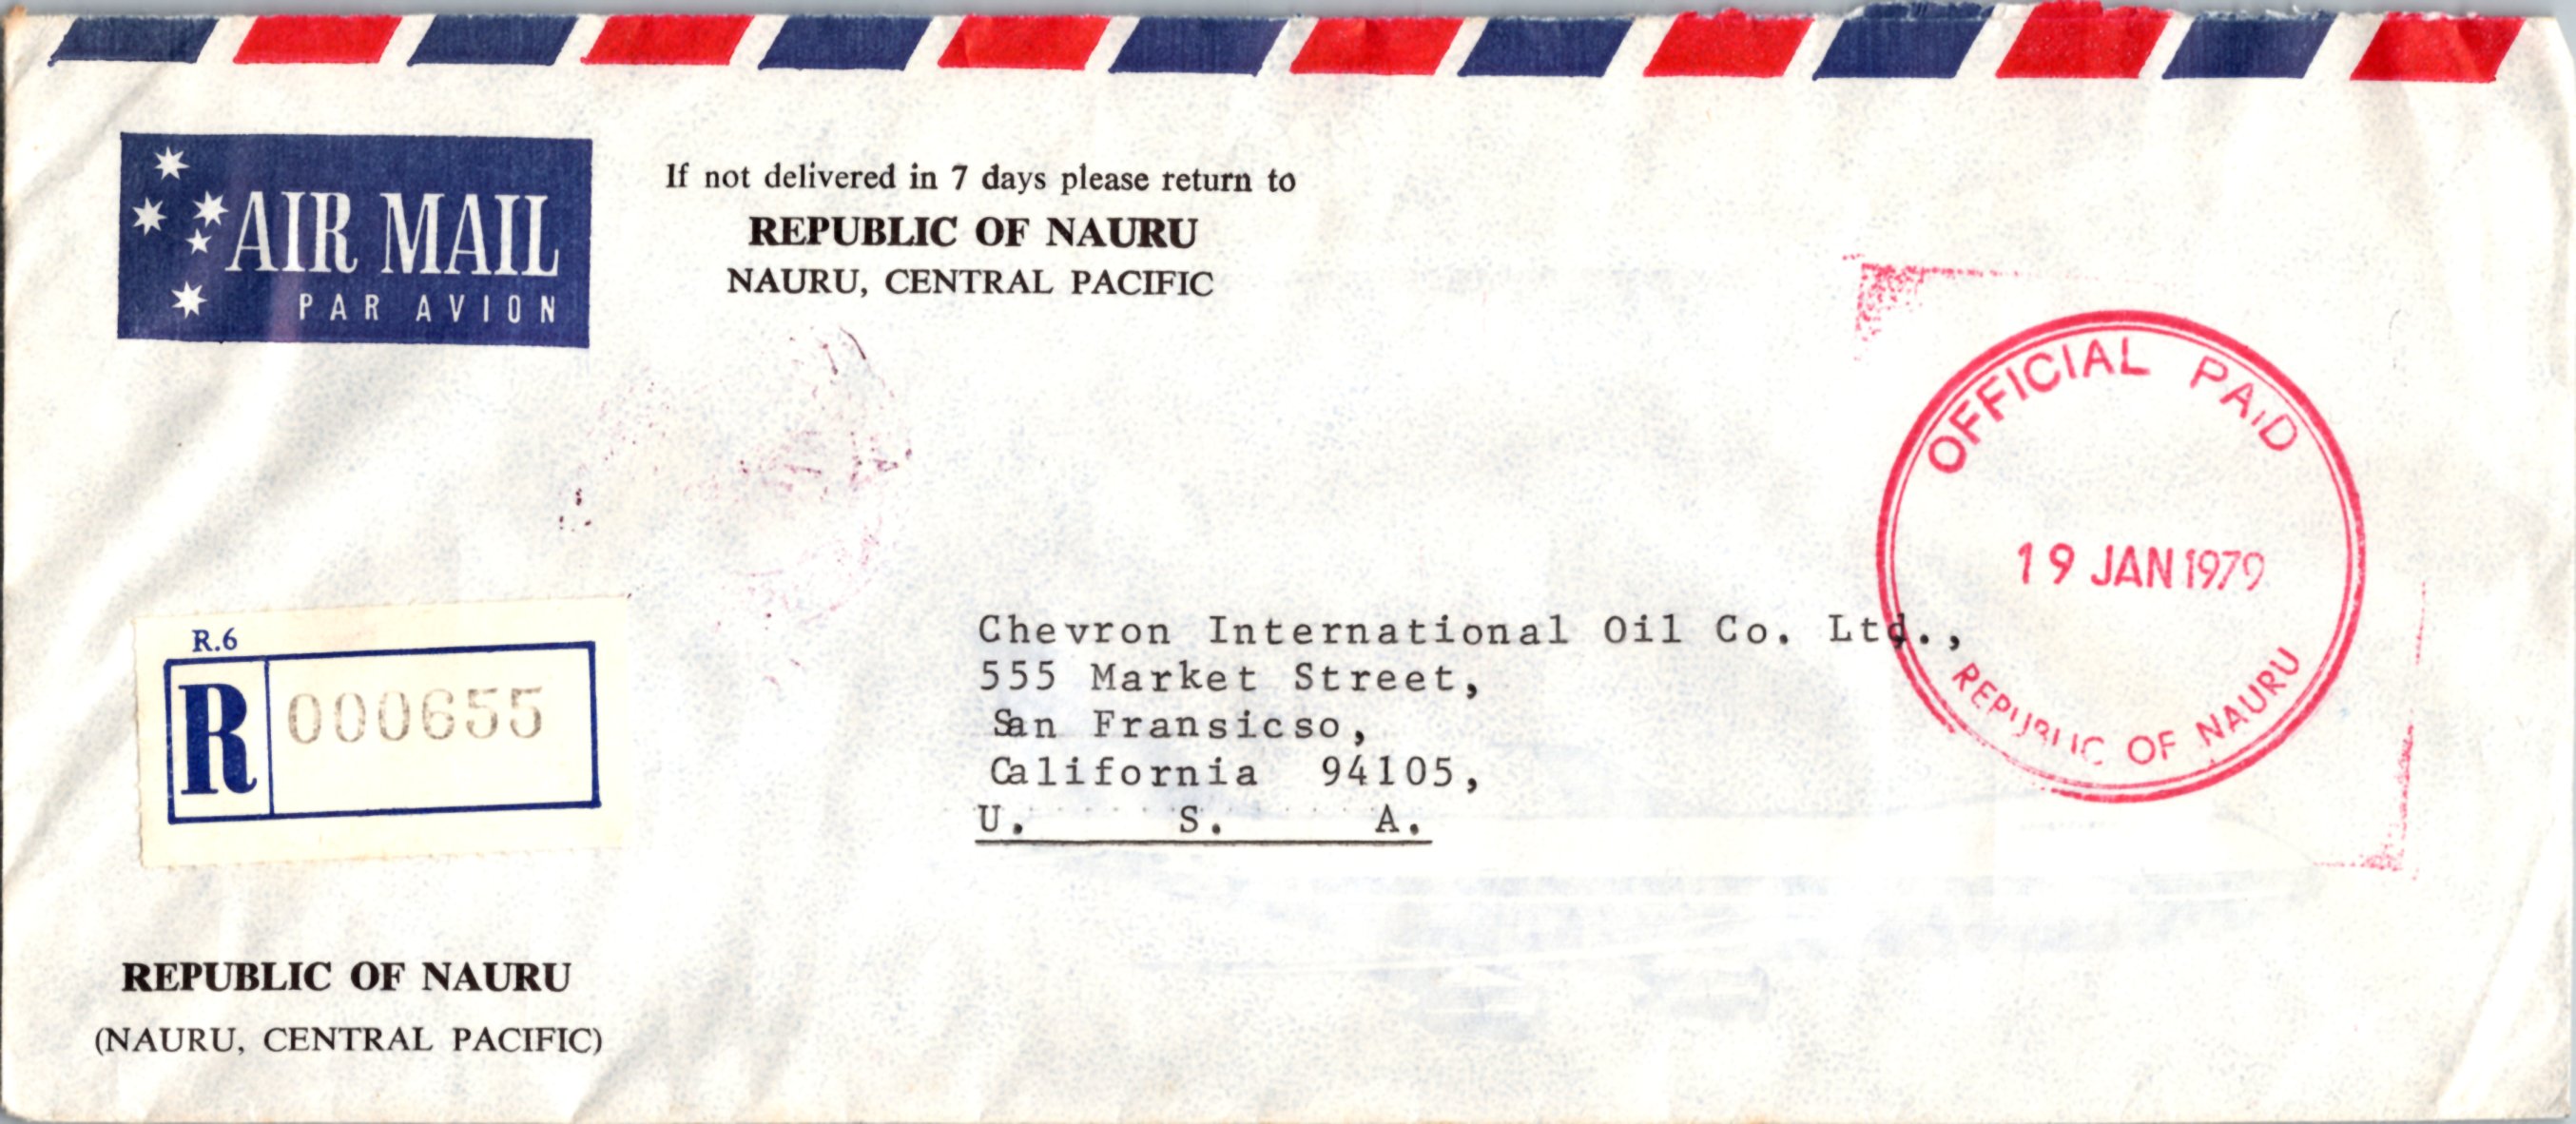 AIR MAIL
PAR AVION
If not delivered in 7 days please return to
REPUBLIC OF NAURU
NAURU, CENTRAL PACIFIC
OFFICIAL PAID
19 JAN 1979
REPUBLIC OF NAURU
Chevron International Oil Co. Ltd.,
555 Market Street,
San Fransicso,
California 94105,
U. S. A.
R.6
R 000655
REPUBLIC OF NAURU
(NAURU, CENTRAL PACIFIC)